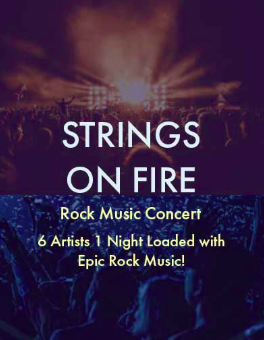 STRINGS
ON FIRE
Rock Music Concert
6 Artists 1 Night Loaded with
Epic Rock Music!